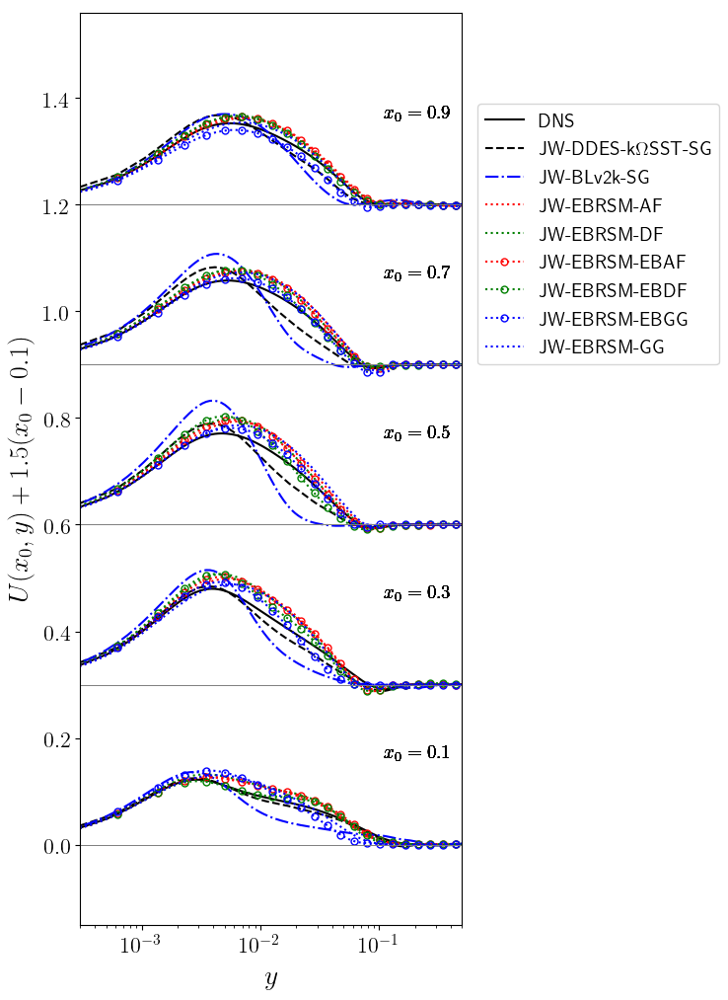 1.4
1.2
1.0
0.8
0.6
0.4
0.2
0.0
U(x₀, y) + 1.5(x₀ − 0.1)
x₀ = 0.9
x₀ = 0.7
x₀ = 0.5
x₀ = 0.3
x₀ = 0.1
10⁻³ 10⁻² 10⁻¹
y
DNS
JW-DDES-kΩSST-SG
JW-BLv2k-SG
JW-EBRSM-AF
JW-EBRSM-DF
JW-EBRSM-EBAF
JW-EBRSM-EBDF
JW-EBRSM-EBGG
JW-EBRSM-GG